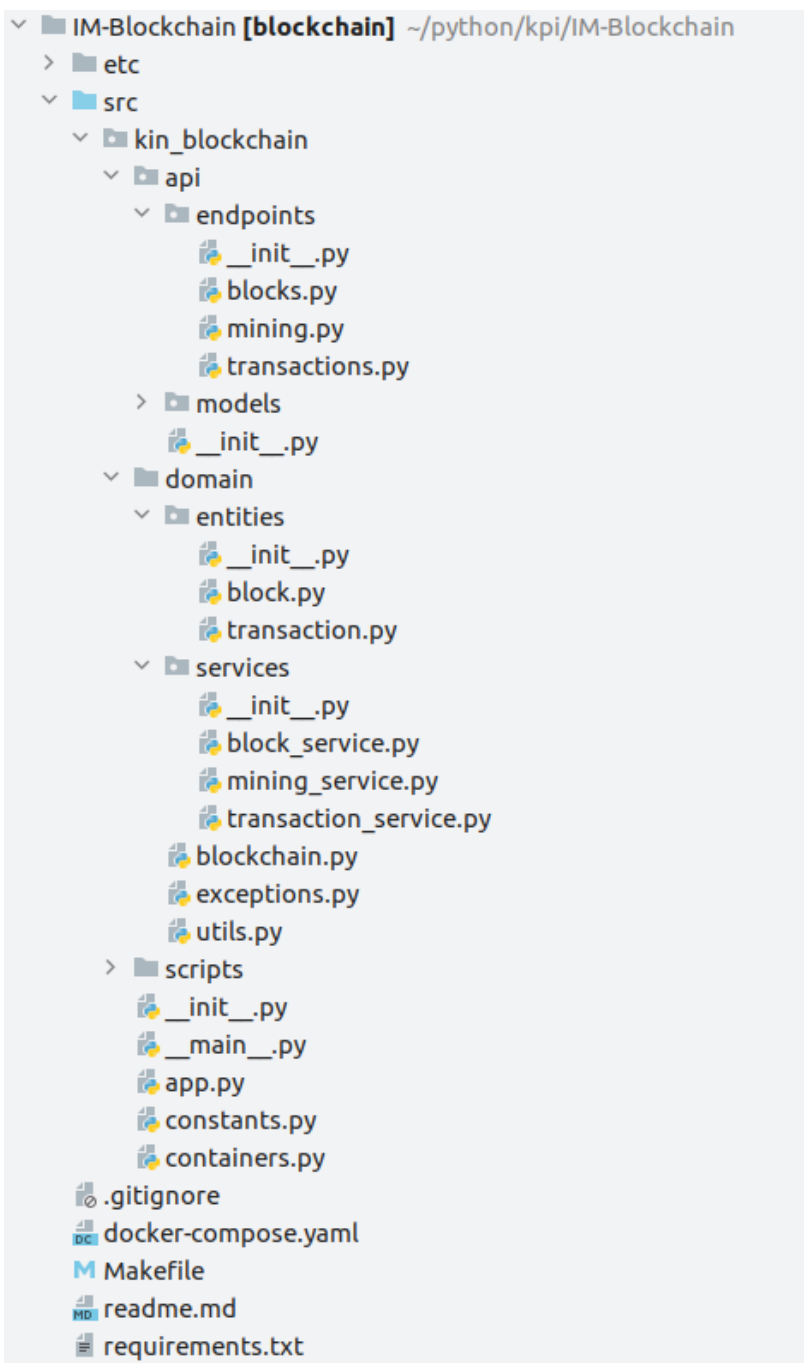 IM-Blockchain [blockchain] ~/python/kpi/IM-Blockchain
etc
src
kin_blockchain
api
endpoints
__init__.py
blocks.py
mining.py
transactions.py
models
__init__.py
domain
entities
__init__.py
block.py
transaction.py
services
__init__.py
block_service.py
mining_service.py
transaction_service.py
blockchain.py
exceptions.py
utils.py
scripts
__init__.py
__main__.py
app.py
constants.py
containers.py
.gitignore
DC docker-compose.yaml
M Makefile
MD readme.md
requirements.txt